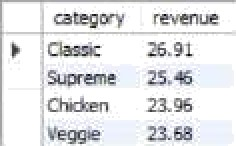 category revenue
Classic 26.91
Supreme 25.46
Chicken 23.96
Veggie 23.68